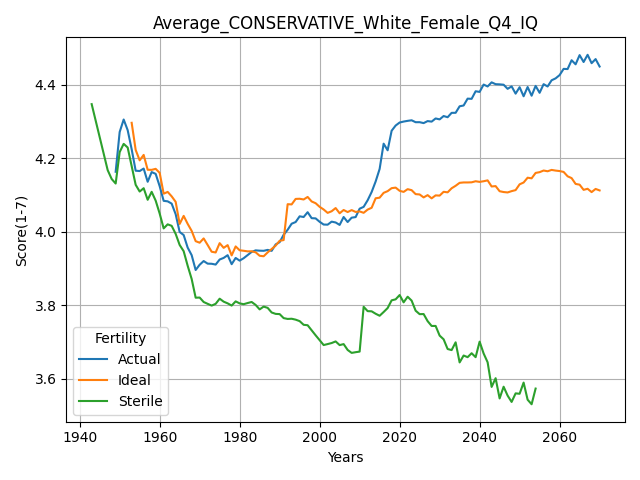 Average_CONSERVATIVE_White_Female_Q4_IQ
Score(1-7)
4.4
4.2
4.0
3.8
3.6
Fertility
Actual
Ideal
Sterile
1940
1960
1980
2000
2020
2040
2060
Years